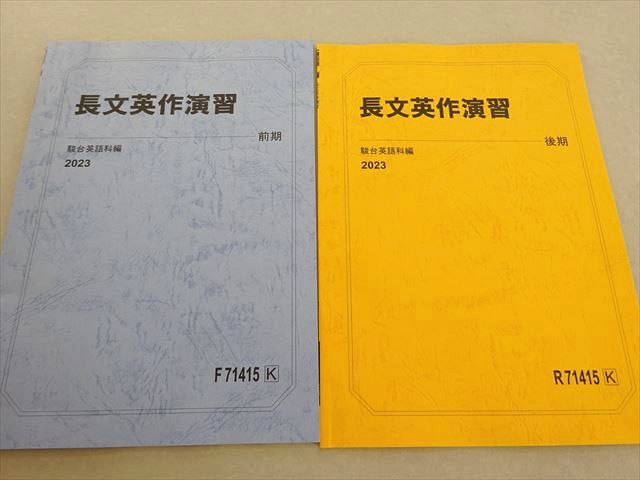 長文英作演習
前期
駿台英語科編
2023
F71415 K
長文英作演習
後期
駿台英語科編
2023
R71415 K